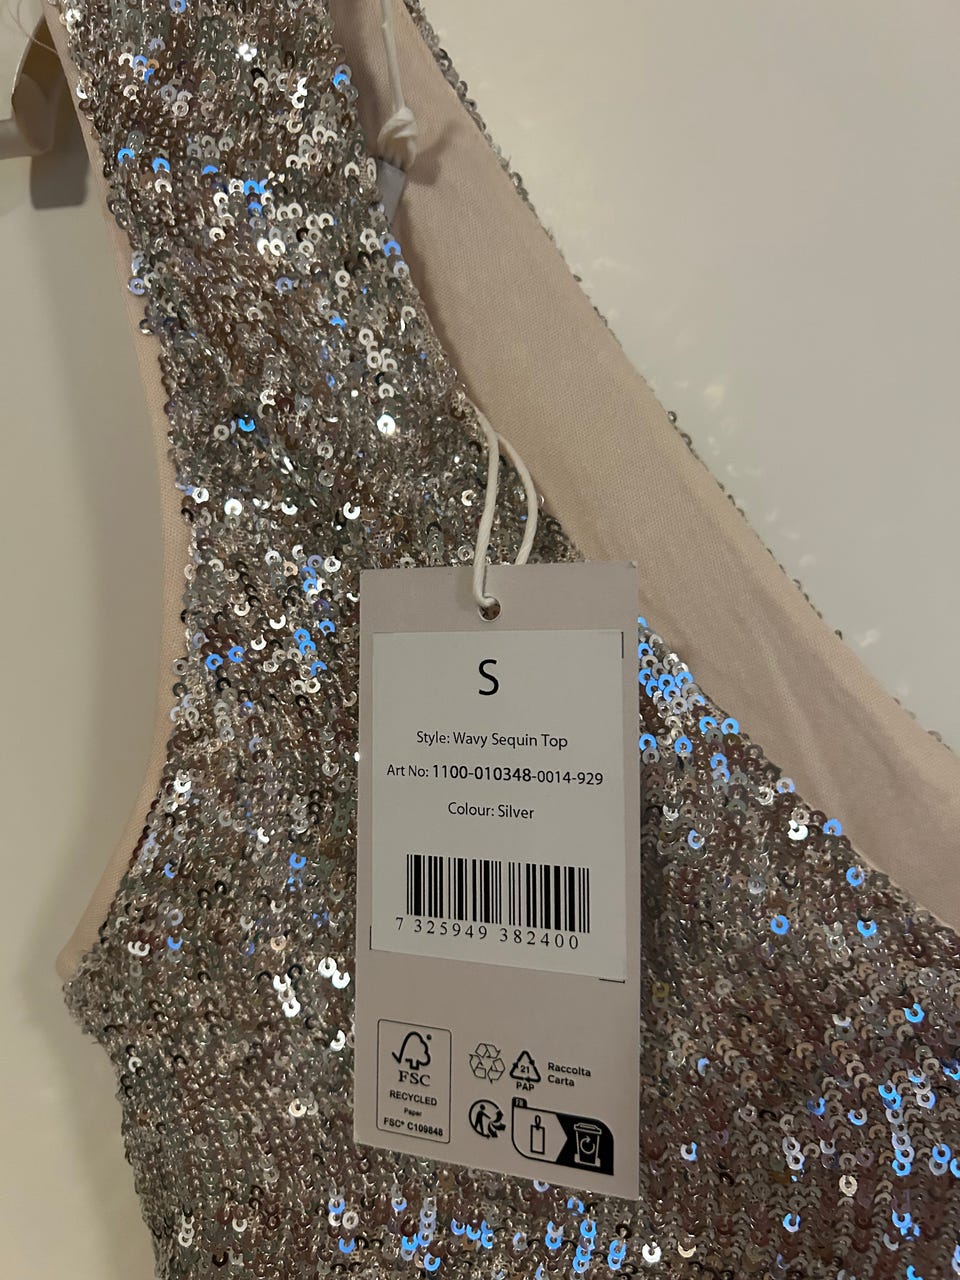 S
Style: Wavy Sequin Top
Art No: 1100-010348-0014-929
Colour: Silver
7 325949 382400
FSC
RECYCLED
Paper
FSC® C109848
21
PAP
Raccolta
Carta
FR